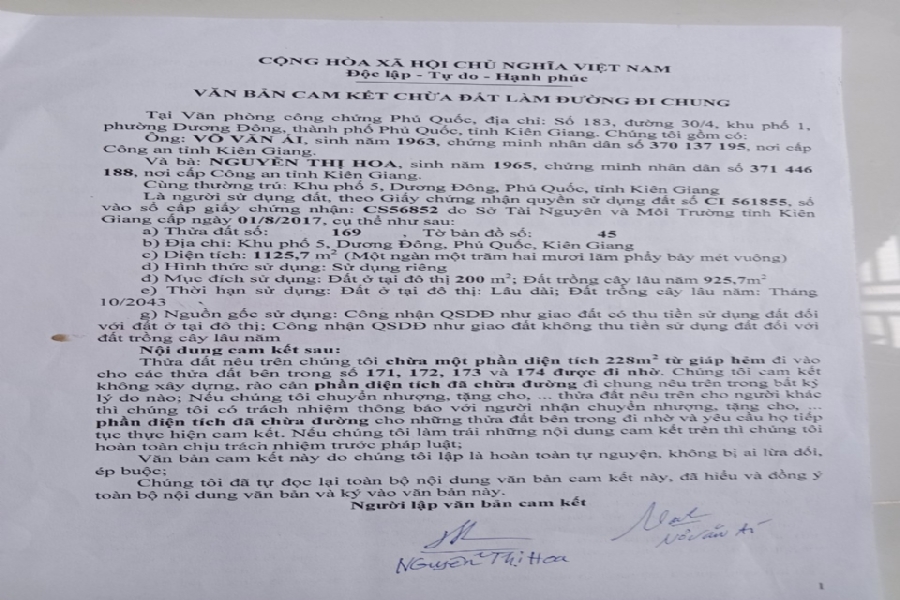 CỘNG HÒA XÃ HỘI CHỦ NGHĨA VIỆT NAM
Độc lập - Tự do - Hạnh phúc
VĂN BẢN CAM KẾT CHỪA ĐẤT LÀM ĐƯỜNG ĐI CHUNG
Tại Văn phòng công chứng Phú Quốc, địa chỉ: Số 183, đường 30/4, khu phố 1,
phường Dương Đông, thành phố Phú Quốc, tỉnh Kiên Giang. Chúng tôi gồm có:
Ông: VÕ VĂN ÁI, sinh năm 1963, chứng minh nhân dân số 370 137 195, nơi cấp
Công an tỉnh Kiên Giang.
Và bà: NGUYỄN THỊ HOA, sinh năm 1965, chứng minh nhân dân số 371 446
188, nơi cấp Công an tỉnh Kiên Giang.
Cùng thường trú: Khu phố 5, Dương Đông, Phú Quốc, tỉnh Kiên Giang
Là người sử dụng đất, theo Giấy chứng nhận quyền sử dụng đất số CI 561855, số
vào sổ cấp giấy chứng nhận: CS56852 do Sở Tài Nguyên và Môi Trường tỉnh Kiên
Giang cấp ngày 01/8/2017, cụ thể như sau:
a) Thửa đất số: 169 , Tờ bản đồ số: 45
b) Địa chỉ: Khu phố 5, Dương Đông, Phú Quốc, Kiên Giang
c) Diện tích: 1125,7 m² (Một ngàn một trăm hai mươi lăm phẩy bảy mét vuông)
d) Hình thức sử dụng: Sử dụng riêng
đ) Mục đích sử dụng: Đất ở tại đô thị 200 m²; Đất trồng cây lâu năm 925,7m²
e) Thời hạn sử dụng: Đất ở tại đô thị: Lâu dài; Đất trồng cây lâu năm: Tháng
10/2043
g) Nguồn gốc sử dụng: Công nhận QSDĐ như giao đất có thu tiền sử dụng đất đối
với đất ở tại đô thị; Công nhận QSDĐ như giao đất không thu tiền sử dụng đất đối với
đất trồng cây lâu năm
Nội dung cam kết sau:
Thửa đất nêu trên chúng tôi chừa một phần diện tích 228m² từ giáp hẻm đi vào
cho các thửa đất bên trong số 171, 172, 173 và 174 được đi nhờ. Chúng tôi cam kết
không xây dựng, rào cản phần diện tích đã chừa đường đi chung nêu trên trong bất kỳ
lý do nào; Nếu chúng tôi chuyển nhượng, tặng cho, ... thửa đất nêu trên cho người khác
thì chúng tôi có trách nhiệm thông báo với người nhận chuyển nhượng, tặng cho, ...
phần diện tích đã chừa đường cho những thửa đất bên trong đi nhờ và yêu cầu họ tiếp
tục thực hiện cam kết. Nếu chúng tôi làm trái những nội dung cam kết trên thì chúng tôi
hoàn toàn chịu trách nhiệm trước pháp luật;
Văn bản cam kết này do chúng tôi lập là hoàn toàn tự nguyện, không bị ai lừa dối,
ép buộc;
Chúng tôi đã tự đọc lại toàn bộ nội dung văn bản cam kết này, đã hiểu và đồng ý
toàn bộ nội dung văn bản và ký vào văn bản này.
Người lập văn bản cam kết
Võ Văn Ái
Nguyễn Thị Hoa
1